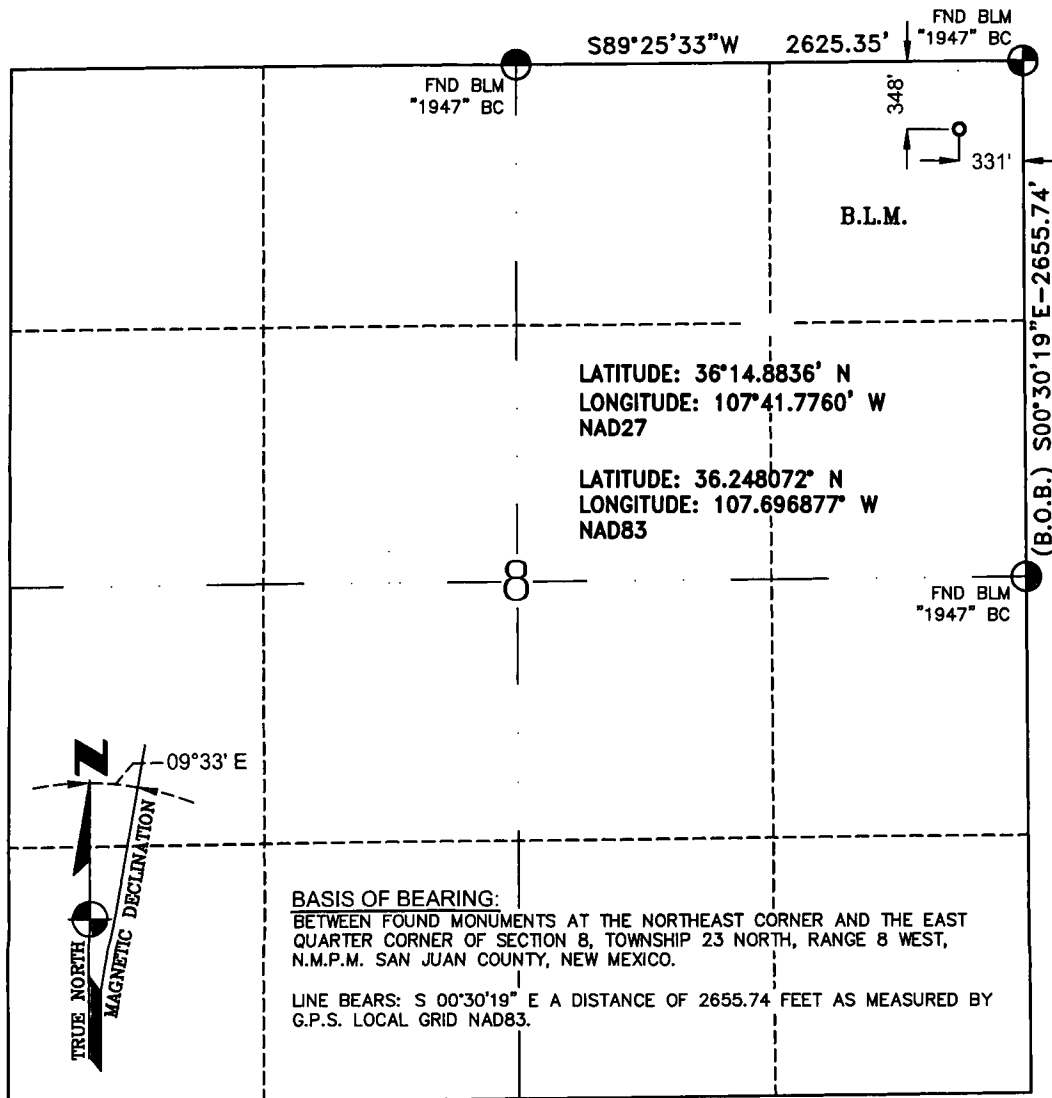 FND BLM
"1947" BC
S89°25'33"W 2625.35'
FND BLM
"1947" BC
348'
331'
B.L.M.
(B.O.B.) S00°30'19"E-2655.74'
LATITUDE: 36°14.8836' N
LONGITUDE: 107°41.7760' W
NAD27
LATITUDE: 36.248072° N
LONGITUDE: 107.696877° W
NAD83
8
FND BLM
"1947" BC
N
09°33' E
TRUE NORTH
MAGNETIC DECLINATION
BASIS OF BEARING:
BETWEEN FOUND MONUMENTS AT THE NORTHEAST CORNER AND THE EAST
QUARTER CORNER OF SECTION 8, TOWNSHIP 23 NORTH, RANGE 8 WEST,
N.M.P.M. SAN JUAN COUNTY, NEW MEXICO.
LINE BEARS: S 00°30'19" E A DISTANCE OF 2655.74 FEET AS MEASURED BY
G.P.S. LOCAL GRID NAD83.